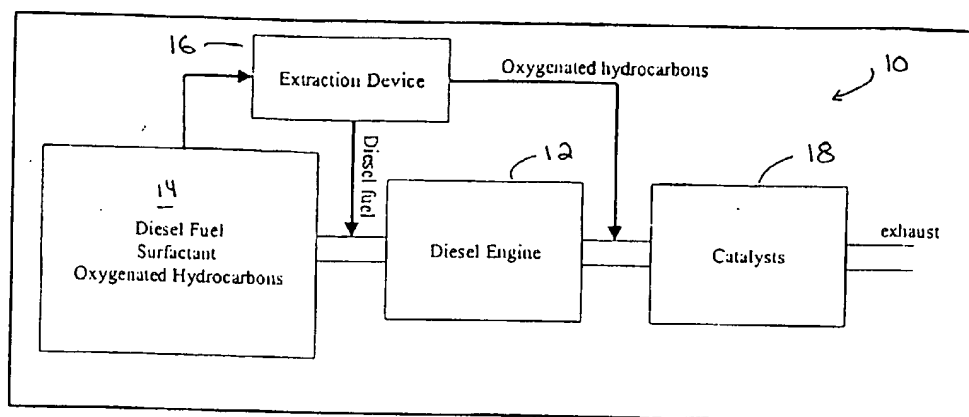 16
Extraction Device
Oxygenated hydrocarbons
10
Diesel fuel
12
18
14
Diesel Fuel
Surfactant
Oxygenated Hydrocarbons
Diesel Engine
Catalysts
exhaust